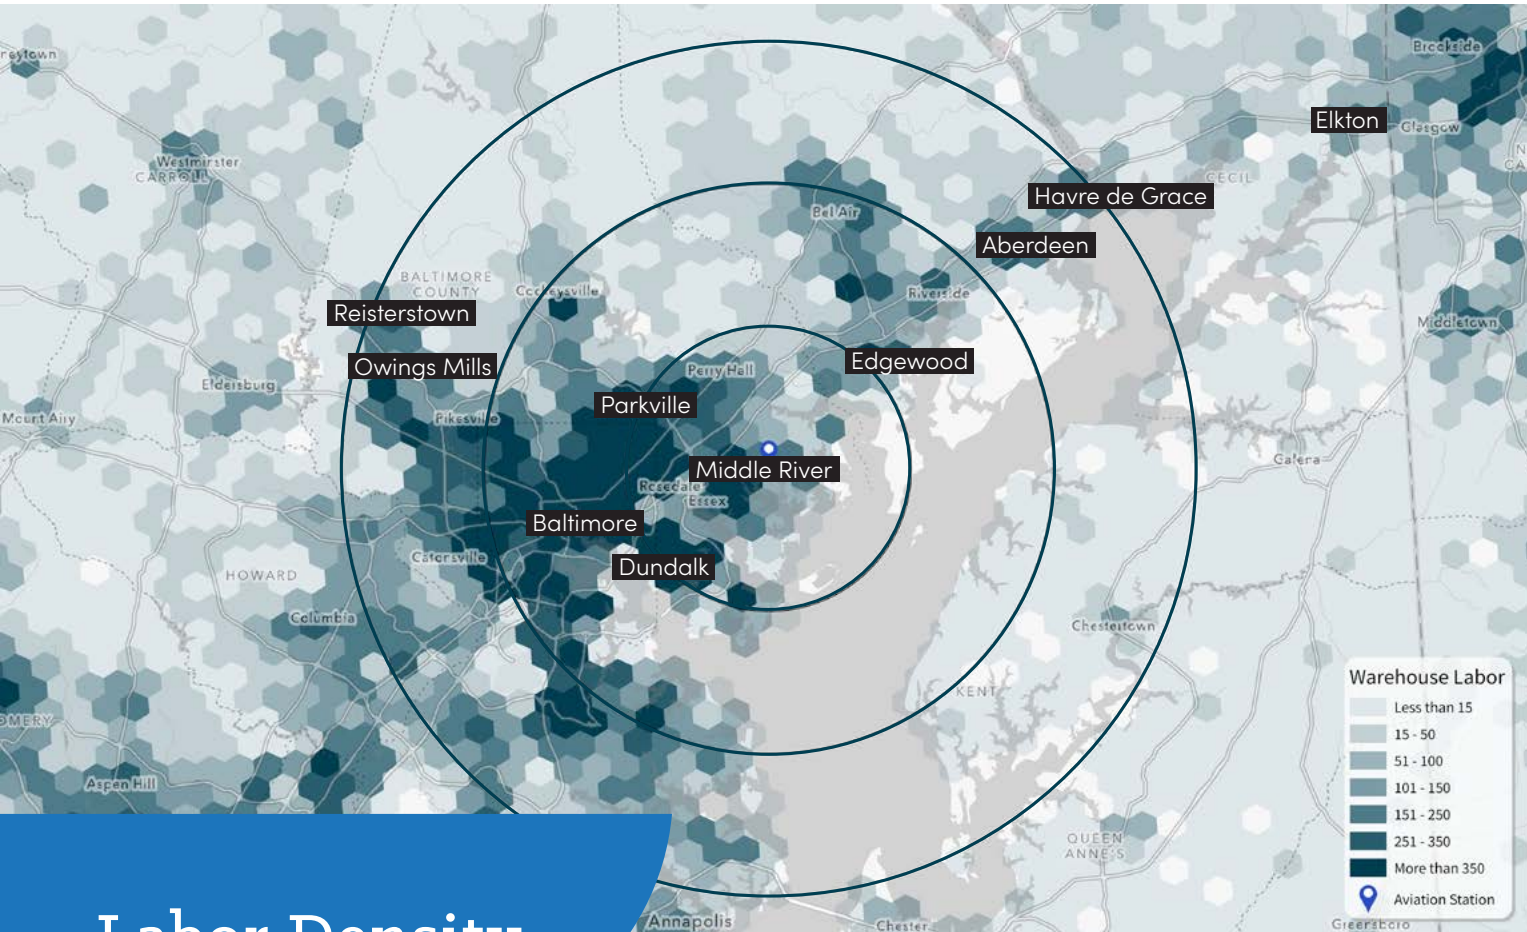 Brookside
Elkton
Glasgow
Westminster
CARROLL
CECIL
Havre de Grace
Bel Air
Aberdeen
BALTIMORE
COUNTY
Cockeysville
Riverside
Reisterstown
Middletown
Owings Mills
Edgewood
Perry Hall
Eldersburg
Parkville
Mount Airy
Pikesville
Middle River
Galena
Rosedale
Essex
Baltimore
Catonsville
Dundalk
HOWARD
Columbia
Chestertown
KENT
Aspen Hill
QUEEN
ANNE'S
Annapolis
Chester
Greensboro
Warehouse Labor
Less than 15
15 - 50
51 - 100
101 - 150
151 - 250
251 - 350
More than 350
Aviation Station
Labor Density